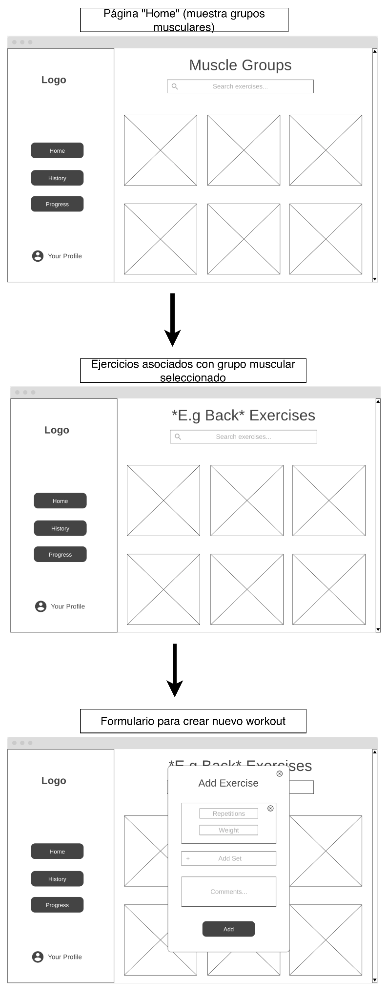 Página "Home" (muestra grupos
musculares)
Muscle Groups
Logo
Search exercises...
Home
History
Progress
Your Profile
Ejercicios asociados con grupo muscular
seleccionado
*E.g Back* Exercises
Logo
Search exercises...
Home
History
Progress
Your Profile
Formulario para crear nuevo workout
*E.g Back* Exercises
Logo
Add Exercise
Repetitions
Weight
+ Add Set
Comments...
Add
Home
History
Progress
Your Profile